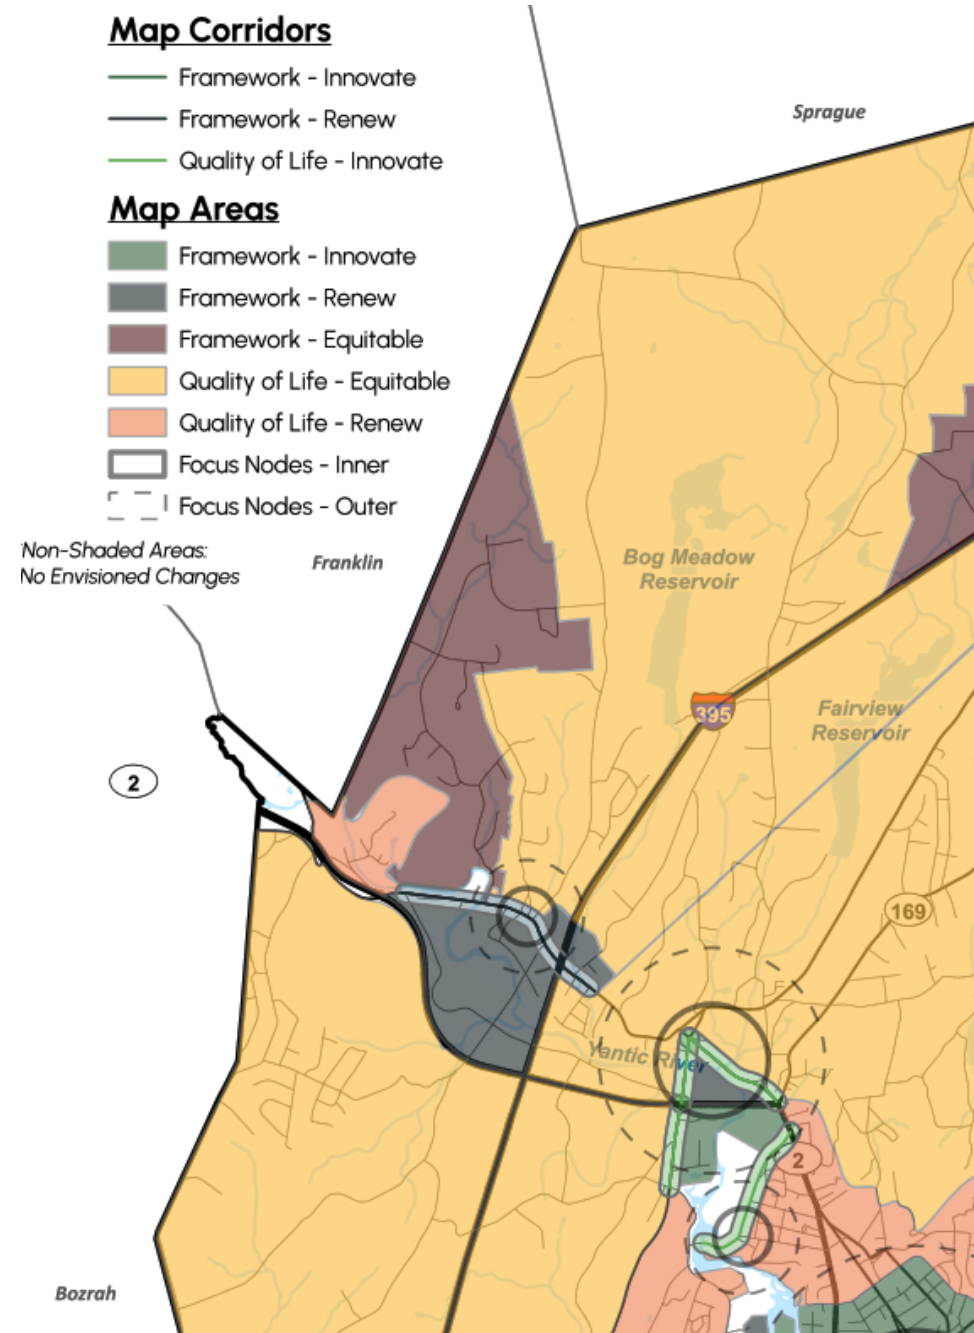 Map Corridors
Framework - Innovate
Framework - Renew
Quality of Life - Innovate
Map Areas
Framework - Innovate
Framework - Renew
Framework - Equitable
Quality of Life - Equitable
Quality of Life - Renew
Focus Nodes - Inner
Focus Nodes - Outer
Non-Shaded Areas:
No Envisioned Changes
Sprague
Franklin
Bog Meadow
Reservoir
395
Fairview
Reservoir
2
169
Yantic River
2
Bozrah